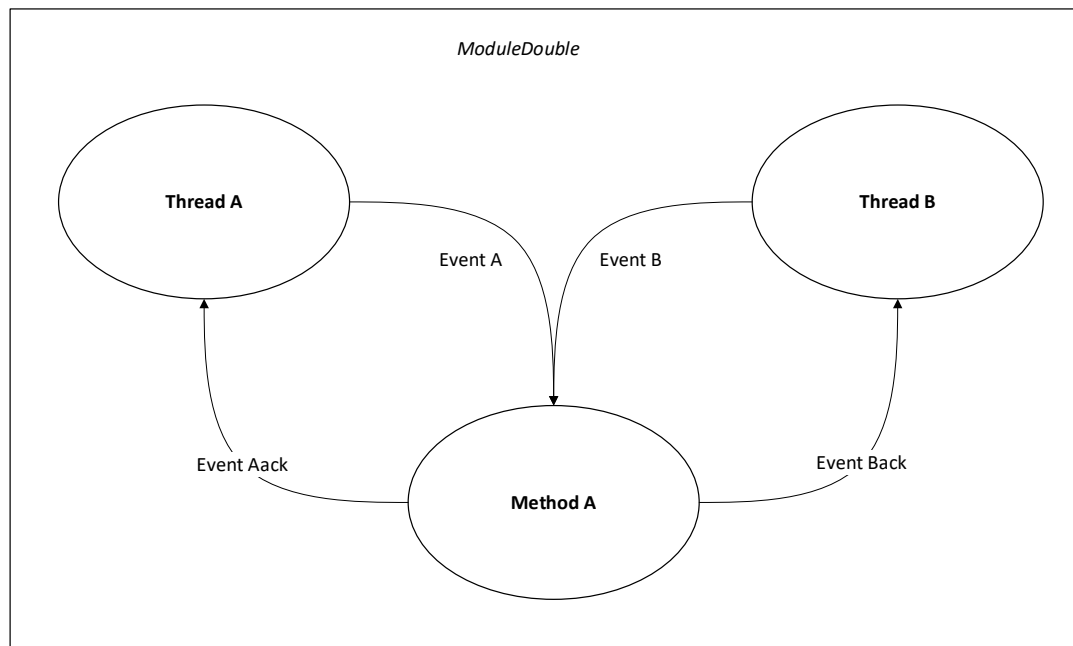 ModuleDouble
Thread A
Thread B
Event A
Event B
Event Aack
Event Back
Method A